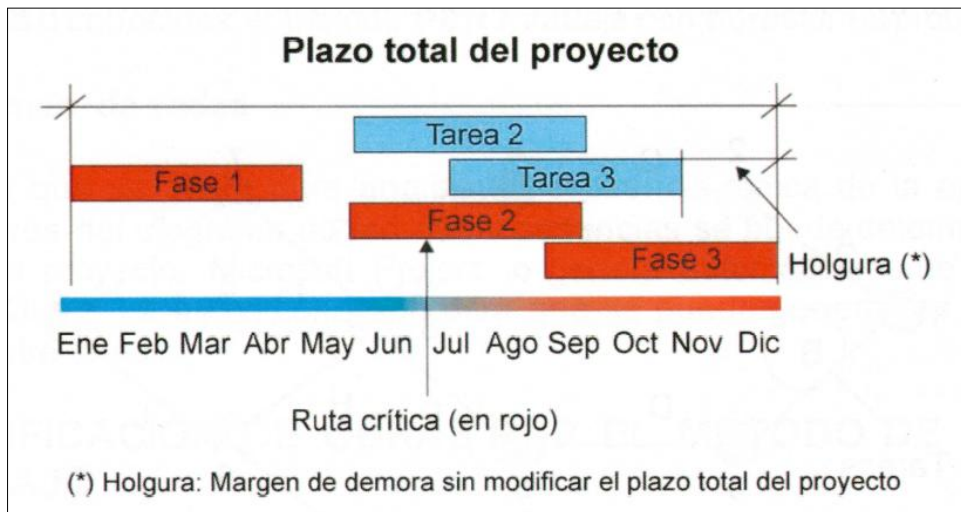 Plazo total del proyecto
Tarea 2
Fase 1
Tarea 3
Fase 2
Fase 3
Holgura (*)
Ene Feb Mar Abr May Jun Jul Ago Sep Oct Nov Dic
Ruta crítica (en rojo)
(*) Holgura: Margen de demora sin modificar el plazo total del proyecto